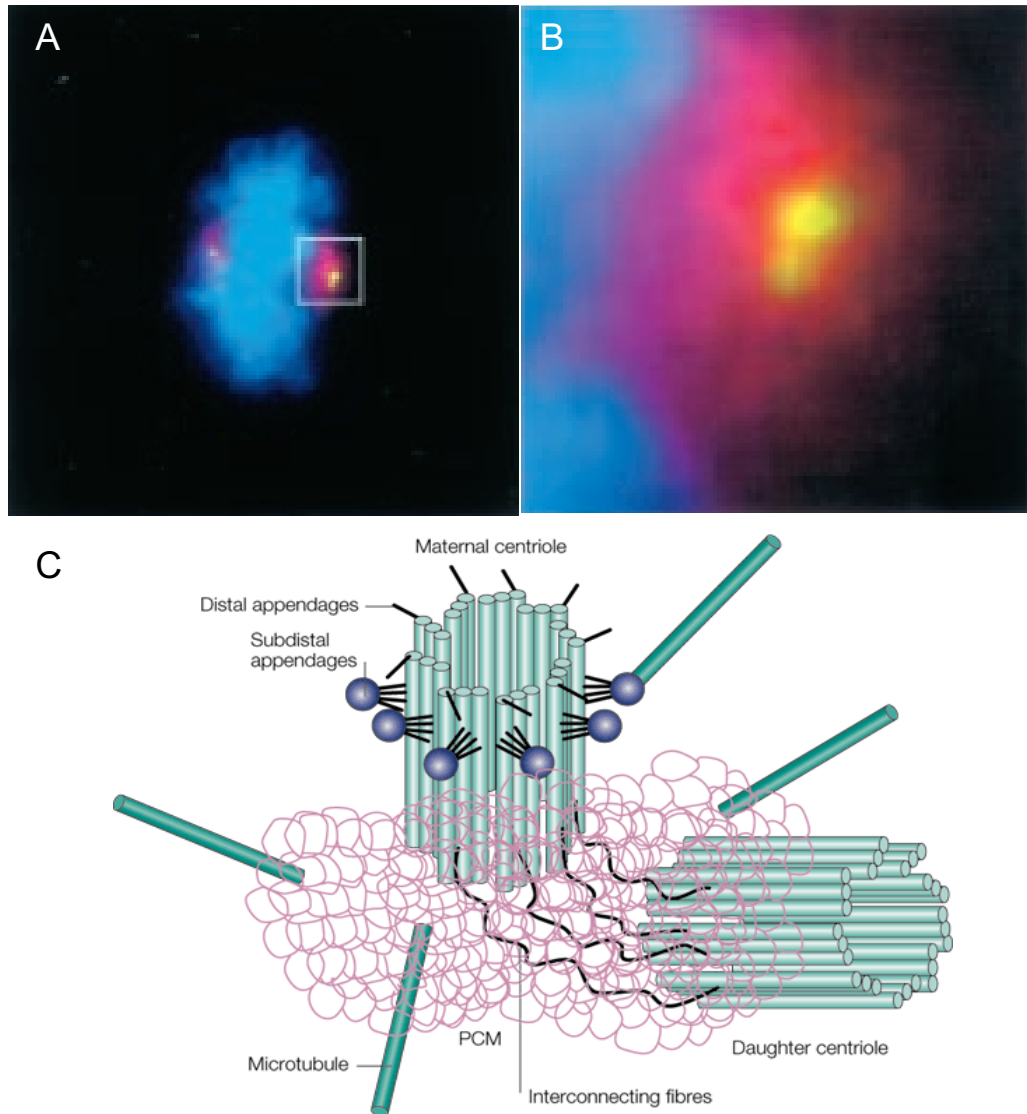 A
B
C
Maternal centriole
Distal appendages
Subdistal
appendages
PCM
Daughter centriole
Microtubule
Interconnecting fibres